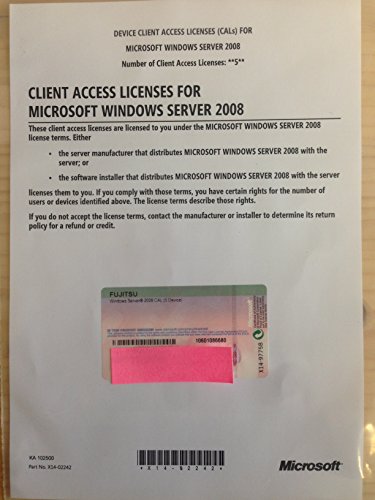 DEVICE CLIENT ACCESS LICENSES (CALs) FOR
MICROSOFT WINDOWS SERVER 2008
Number of Client Access Licenses: **5**
CLIENT ACCESS LICENSES FOR
MICROSOFT WINDOWS SERVER 2008
These client access licenses are licensed to you under the MICROSOFT WINDOWS SERVER 2008
license terms. Either
• the server manufacturer that distributes MICROSOFT WINDOWS SERVER 2008 with the
server; or
• the software installer that distributes MICROSOFT WINDOWS SERVER 2008 with the server
licenses them to you. If you comply with those terms, you have certain rights for the number of
users or devices identified above. The license terms describe those rights.
If you do not accept the license terms, contact the manufacturer or installer to determine its return
policy for a refund or credit.
FUJITSU
Windows Server® 2008 CAL (5 Device)
X14-97768
KA 102500
Part No. X14-02242
*X14-02242*
Microsoft